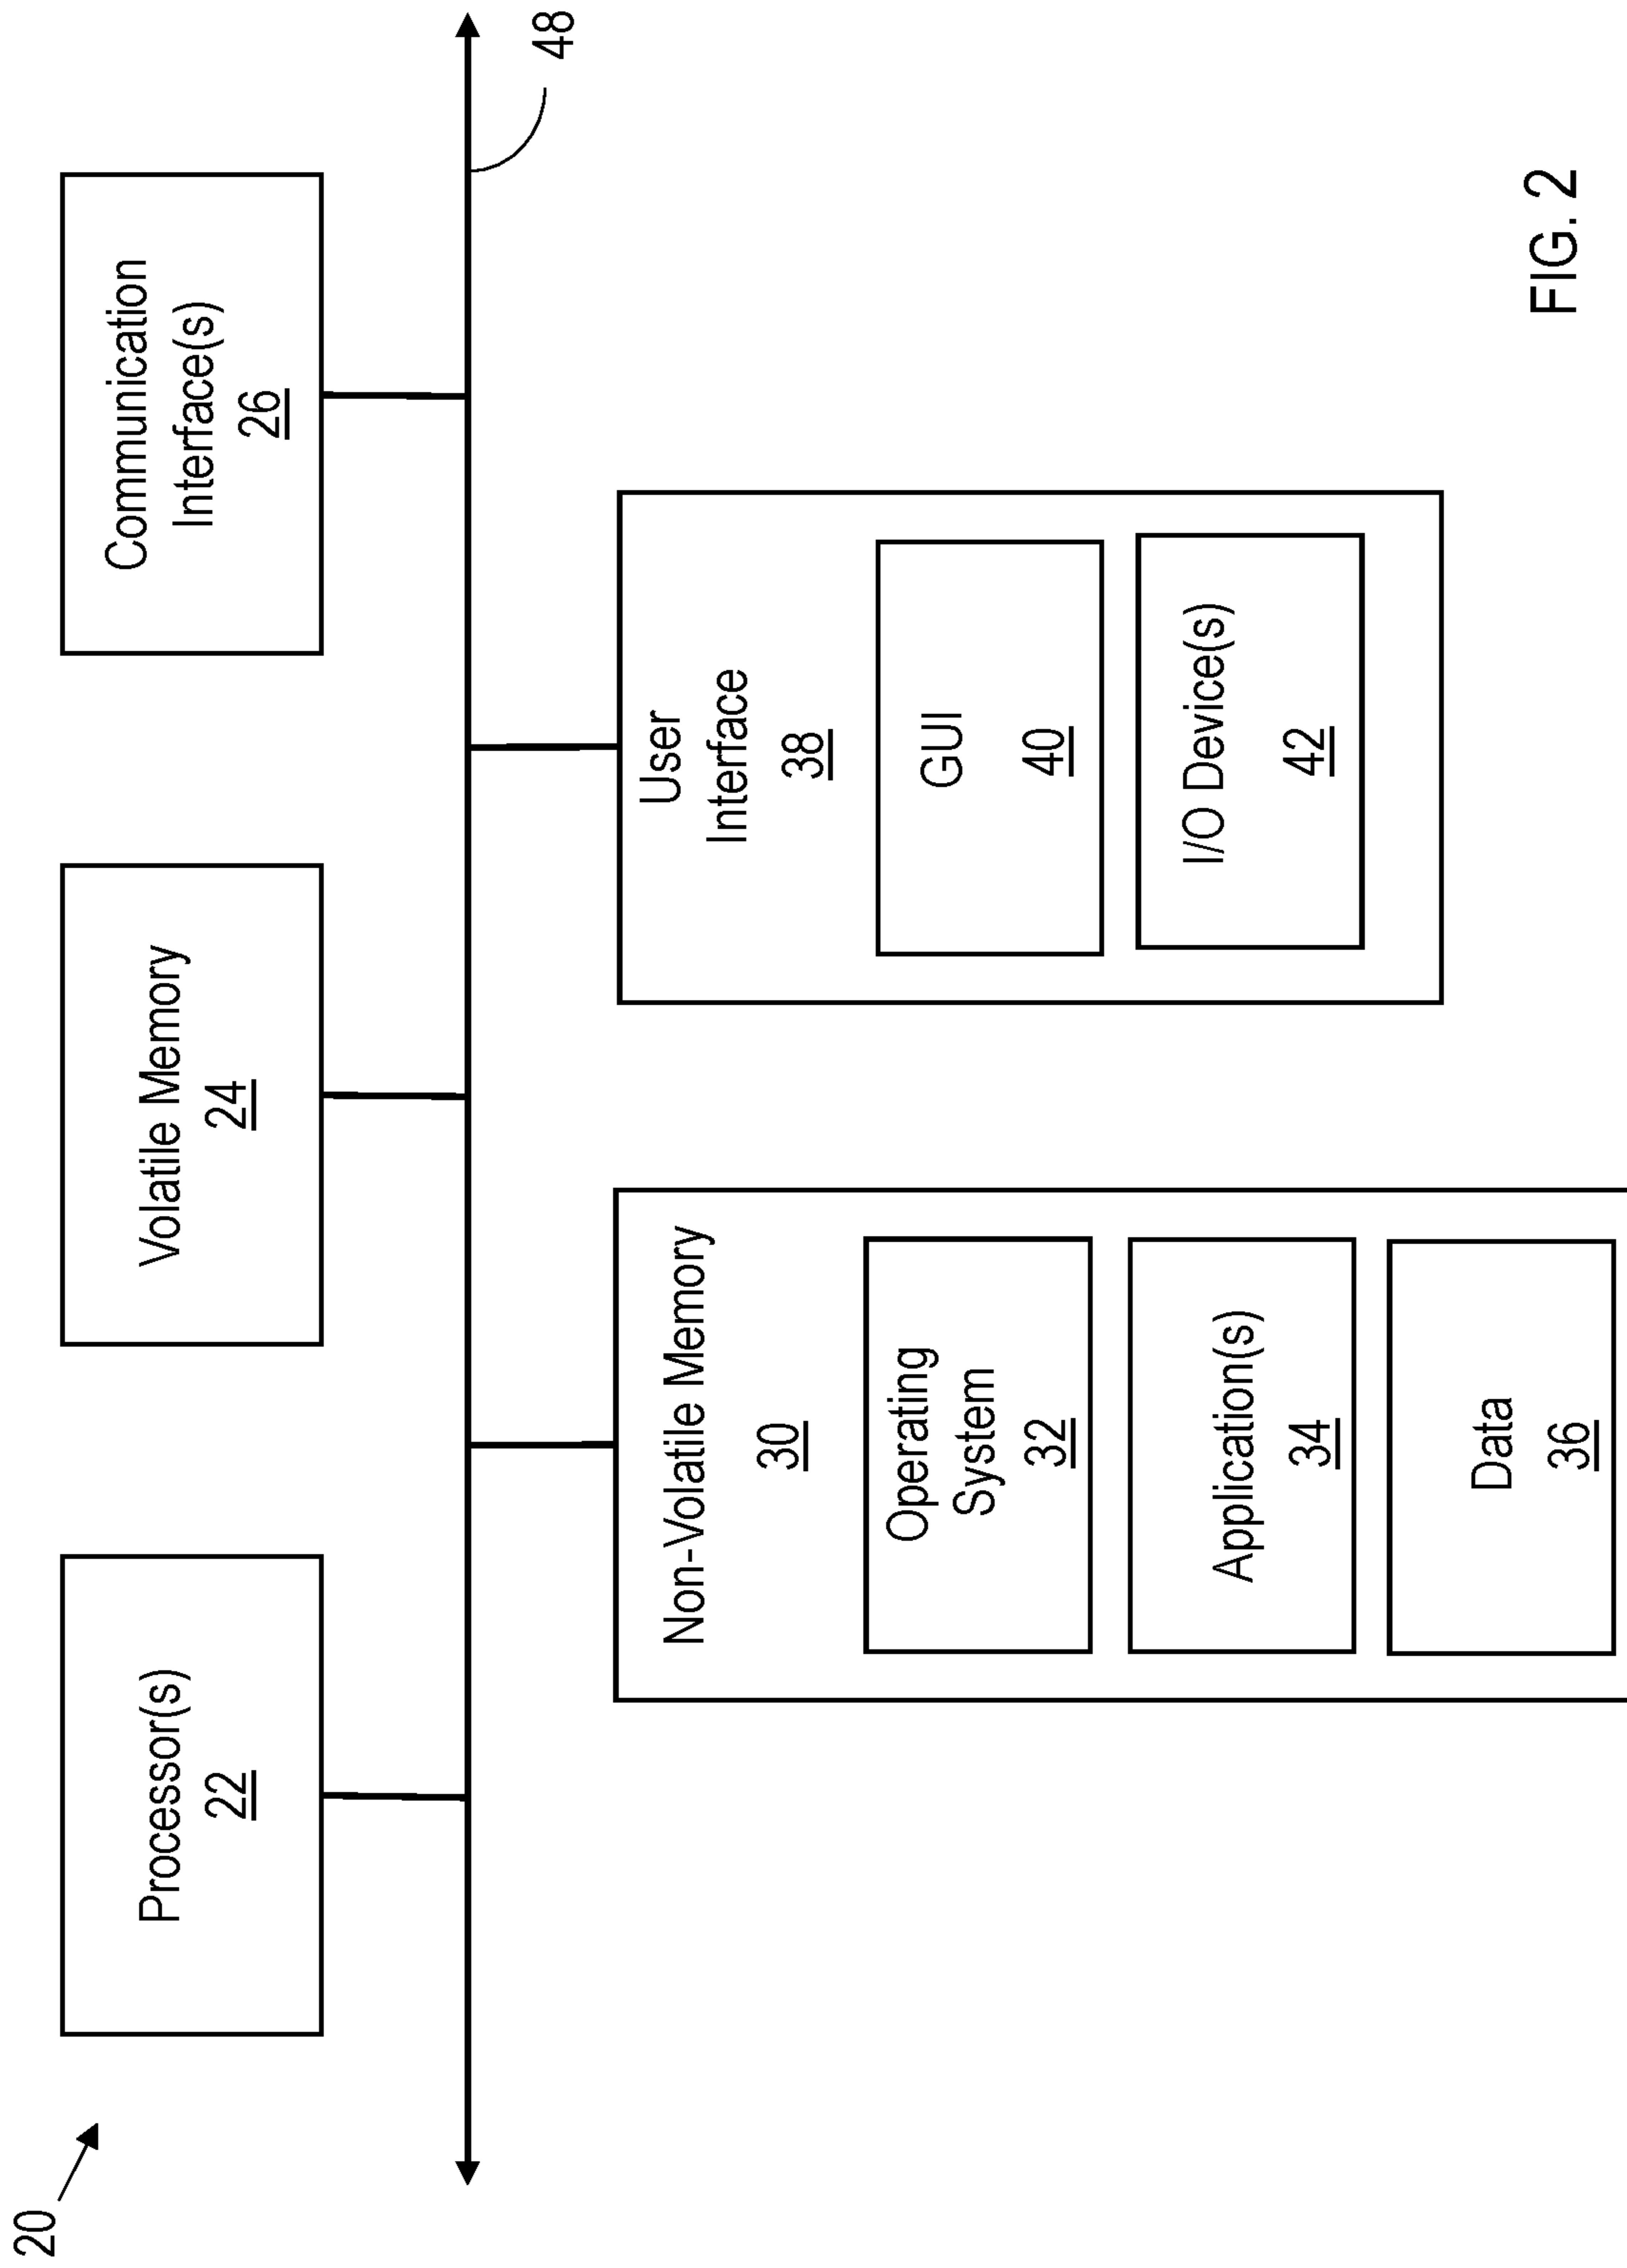 20
Processor(s)
22
Volatile Memory
24
Communication
Interface(s)
26
48
Non-Volatile Memory
30
Operating
System
32
Application(s)
34
Data
36
User
Interface
38
GUI
40
I/O Device(s)
42
FIG. 2